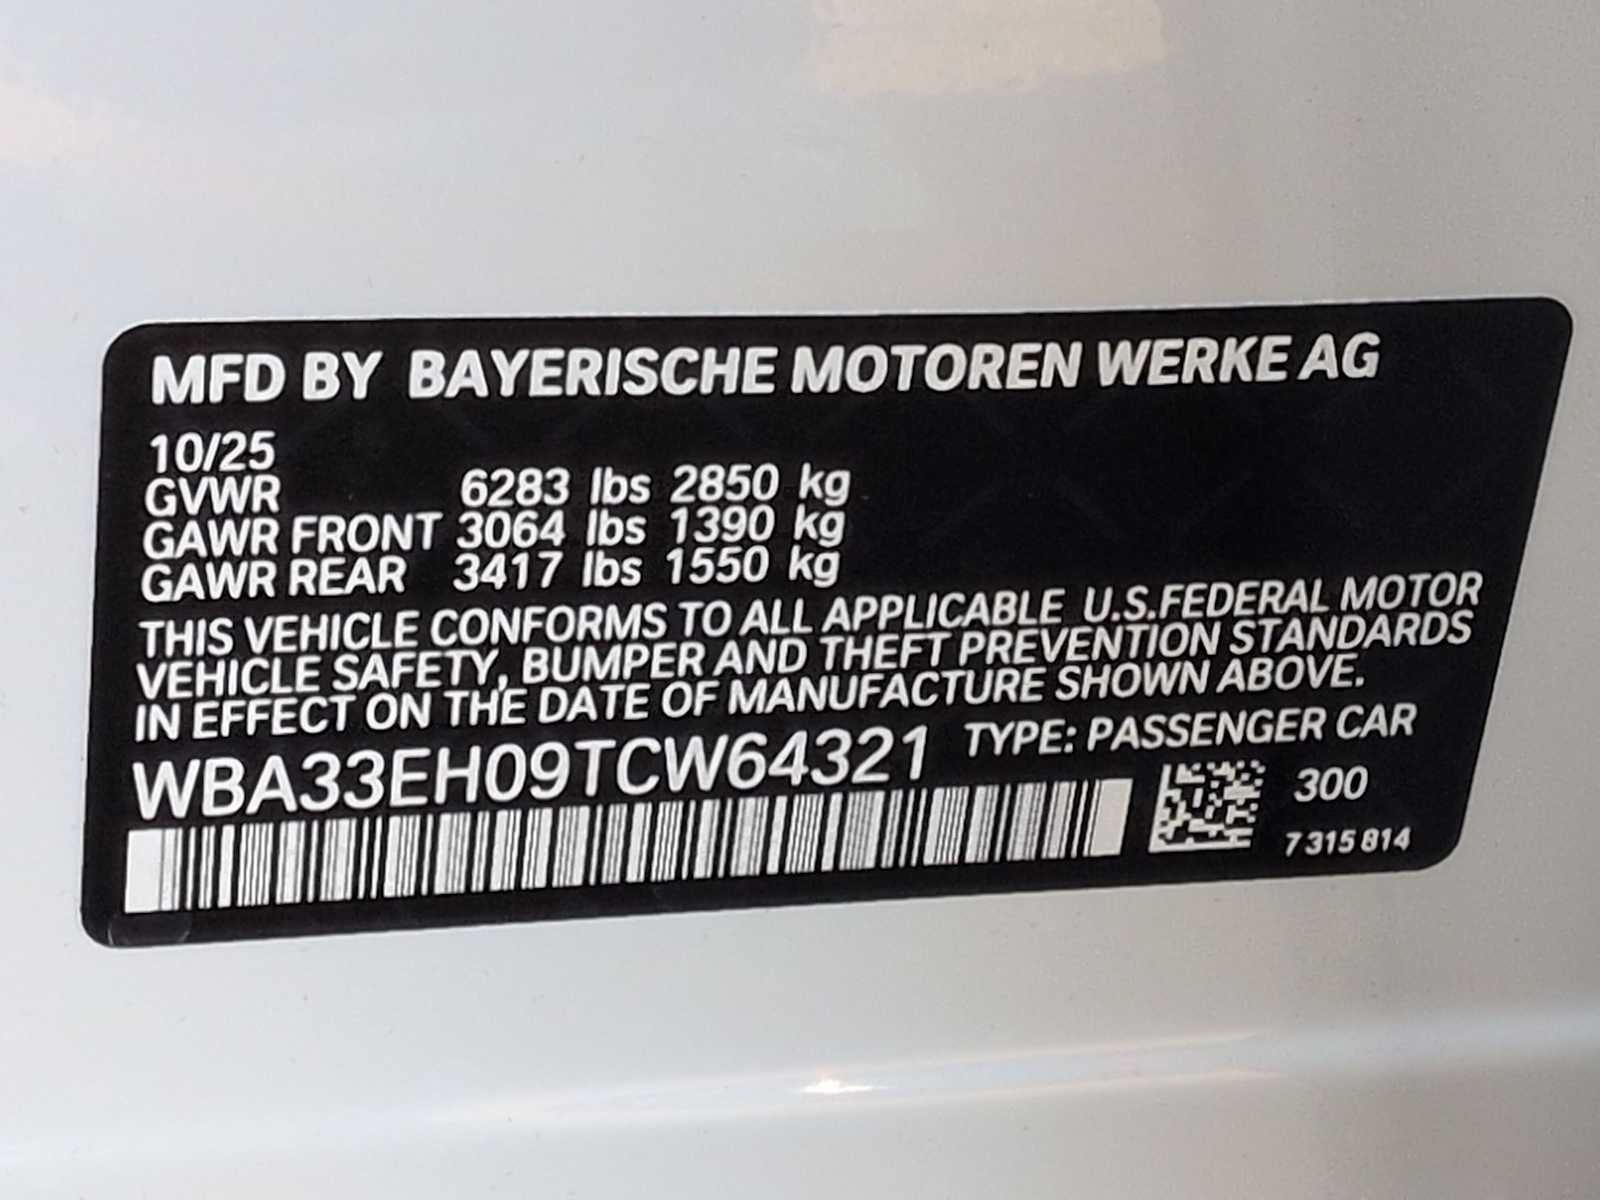 MFD BY BAYERISCHE MOTOREN WERKE AG
10/25
GVWR 6283 lbs 2850 kg
GAWR FRONT 3064 lbs 1390 kg
GAWR REAR 3417 lbs 1550 kg
THIS VEHICLE CONFORMS TO ALL APPLICABLE U.S.FEDERAL MOTOR
VEHICLE SAFETY, BUMPER AND THEFT PREVENTION STANDARDS
IN EFFECT ON THE DATE OF MANUFACTURE SHOWN ABOVE.
WBA33EH09TCW64321 TYPE: PASSENGER CAR
300
7 315 814